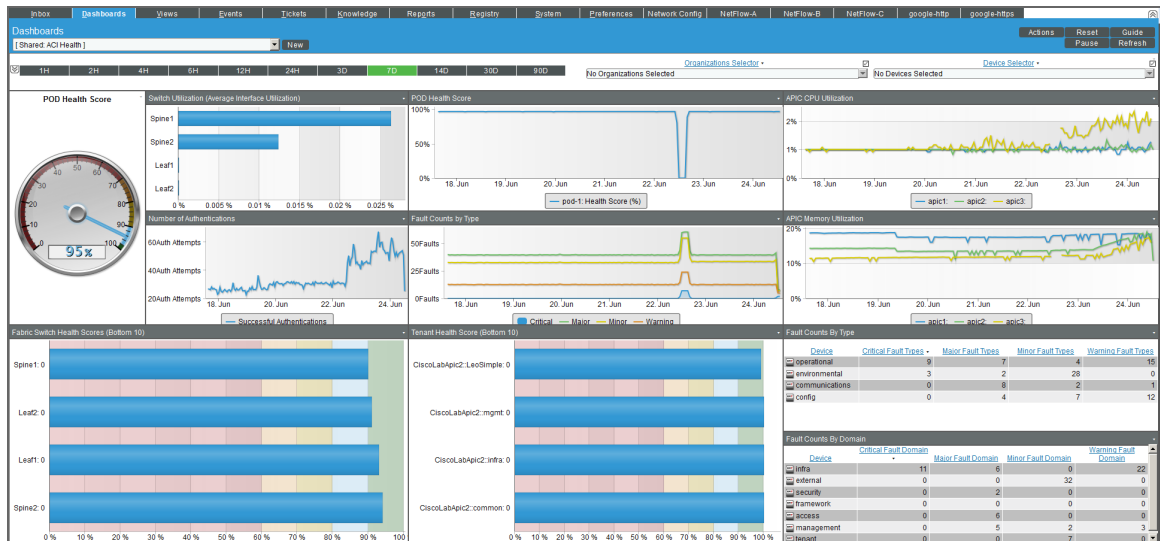 Inbox Dashboards Views Events Tickets Knowledge Reports Registry System Preferences Network Config NetFlow-A NetFlow-B NetFlow-C google-http google-https
Dashboards
Actions Reset Guide
[ Shared: ACI Health ] New
Pause Refresh
Organizations Selector Device Selector
1H 2H 4H 6H 12H 24H 3D 7D 14D 30D 90D
No Organizations Selected No Devices Selected
POD Health Score
0 10 20 30 40 50 60 70 80 90 100
95%
Switch Utilization (Average Interface Utilization)
Spine1
Spine2
Leaf1
Leaf2
0 % 0.005 % 0.01 % 0.015 % 0.02 % 0.025 %
POD Health Score
100%
50%
0%
18. Jun 19. Jun 20. Jun 21. Jun 22. Jun 23. Jun 24. Jun
pod-1: Health Score (%)
APIC CPU Utilization
2%
1%
0%
18. Jun 19. Jun 20. Jun 21. Jun 22. Jun 23. Jun 24. Jun
apic1: apic2: apic3:
Number of Authentications
60Auth Attempts
40Auth Attempts
20Auth Attempts
18. Jun 20. Jun 22. Jun 24. Jun
Successful Authentications
Fault Counts by Type
50Faults
25Faults
0Faults
18. Jun 19. Jun 20. Jun 21. Jun 22. Jun 23. Jun 24. Jun
Critical Major Minor Warning
APIC Memory Utilization
20%
10%
0%
18. Jun 19. Jun 20. Jun 21. Jun 22. Jun 23. Jun 24. Jun
apic1: apic2: apic3:
Fabric Switch Health Scores (Bottom 10)
Spine1: 0
Leaf2: 0
Leaf1: 0
Spine2: 0
0 % 10 % 20 % 30 % 40 % 50 % 60 % 70 % 80 % 90 % 100
Tenant Health Score (Bottom 10)
CiscoLabApic2::LeoSimple: 0
CiscoLabApic2::mgmt: 0
CiscoLabApic2::infra: 0
CiscoLabApic2::common: 0
0 % 10 % 20 % 30 % 40 % 50 % 60 % 70 % 80 % 90 % 100 %
Fault Counts By Type
Device Critical Fault Types Major Fault Types Minor Fault Types Warning Fault Types
operational 9 7 4 15
environmental 3 2 28 0
communications 0 8 2 1
config 0 4 7 12
Fault Counts By Domain
Device Critical Fault Domain Major Fault Domain Minor Fault Domain Warning Fault Domain
infra 11 6 0 22
external 0 0 32 0
security 0 2 0 0
framework 0 0 0 0
access 0 6 0 0
management 0 5 2 3
tenant 0 0 7 0